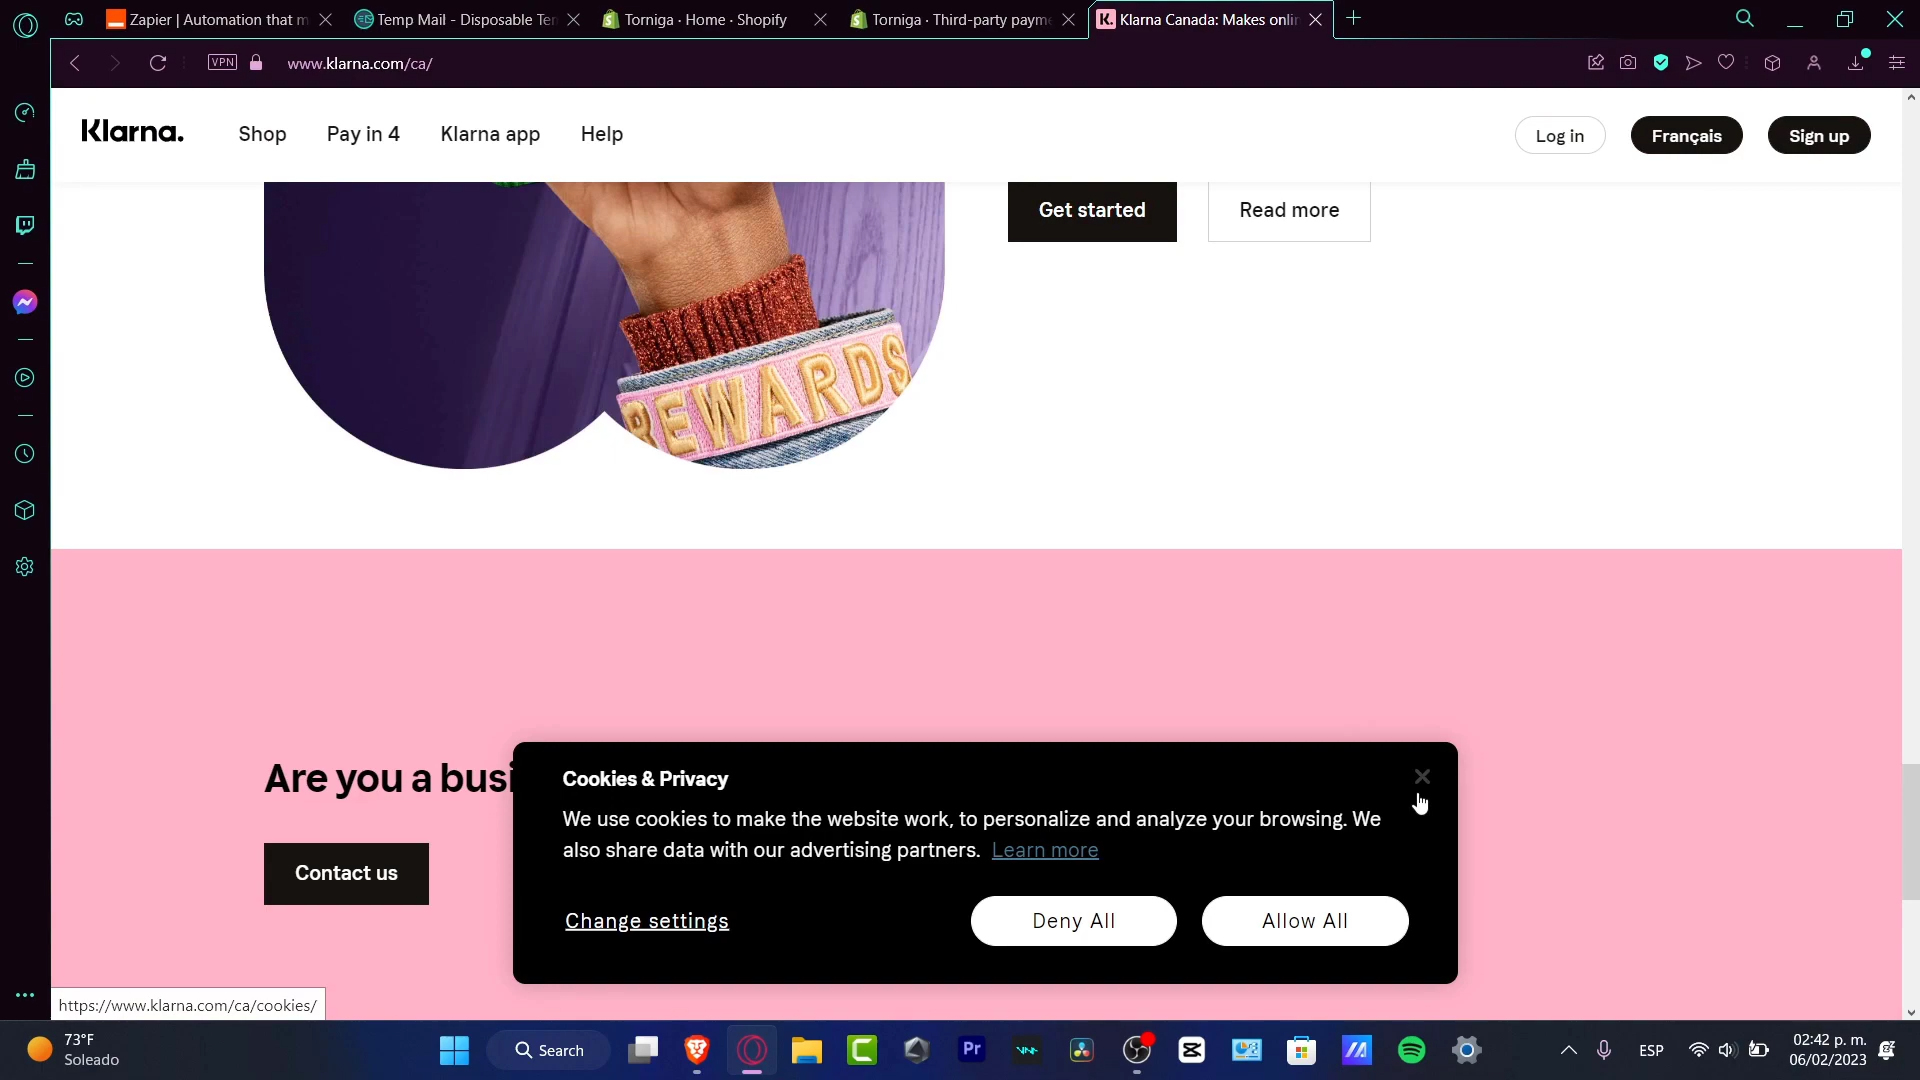 Zapier | Automation that m
Temp Mail - Disposable Ten
Torniga · Home · Shopify
Torniga · Third-party payme
K. Klarna Canada: Makes onlin
VPN
www.klarna.com/ca/
Klarna.
Shop
Pay in 4
Klarna app
Help
Log in
Français
Sign up
Get started
Read more
REWARDS
Are you a busi
Contact us
Cookies & Privacy
We use cookies to make the website work, to personalize and analyze your browsing. We
also share data with our advertising partners. Learn more
Change settings
Deny All
Allow All
https://www.klarna.com/ca/cookies/
73°F
Soleado
Search
Pr
ESP
02:42 p. m.
06/02/2023